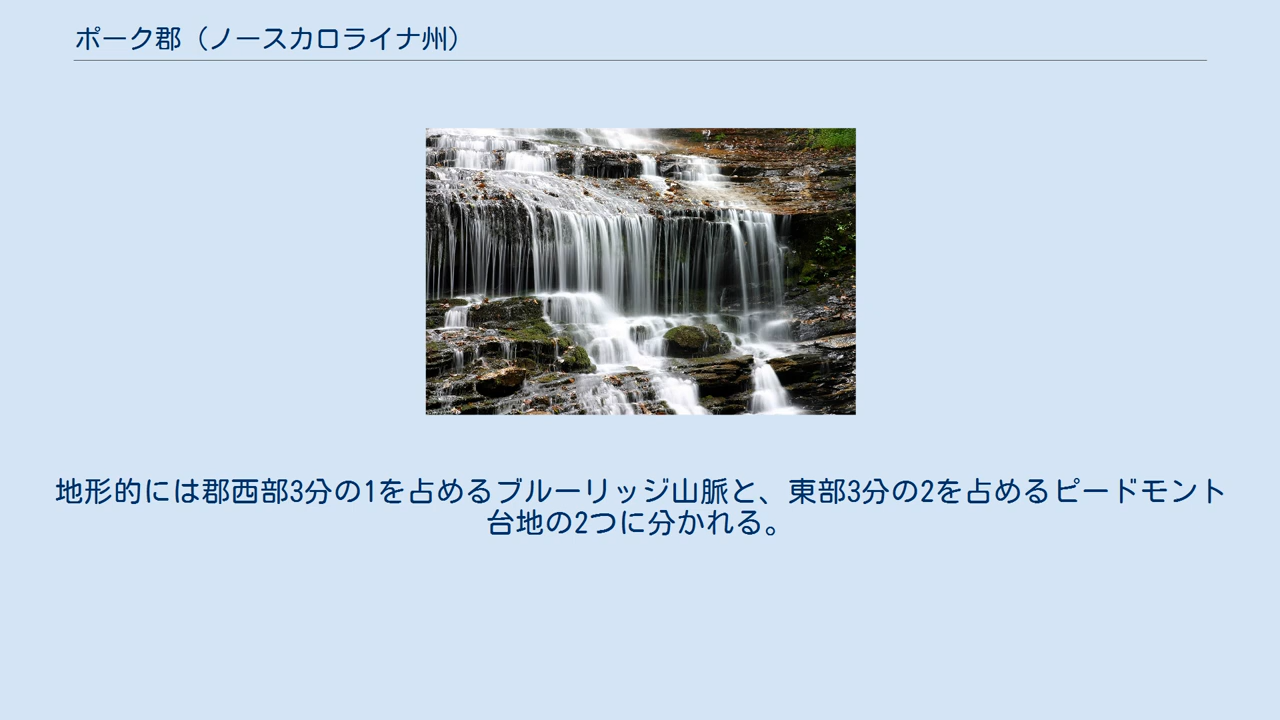 ポーク郡（ノースカロライナ州）
地形的には郡西部3分の1を占めるブルーリッジ山脈と、東部3分の2を占めるピードモント
台地の2つに分かれる。